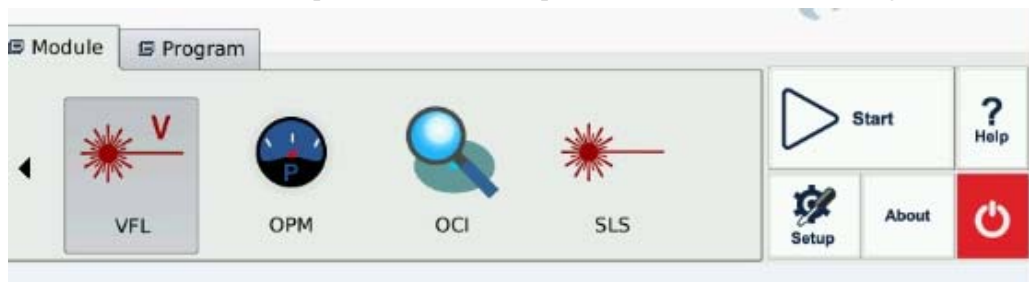 Module
Program
V
P
VFL
OPM
OCI
SLS
Start
?
Help
Setup
About